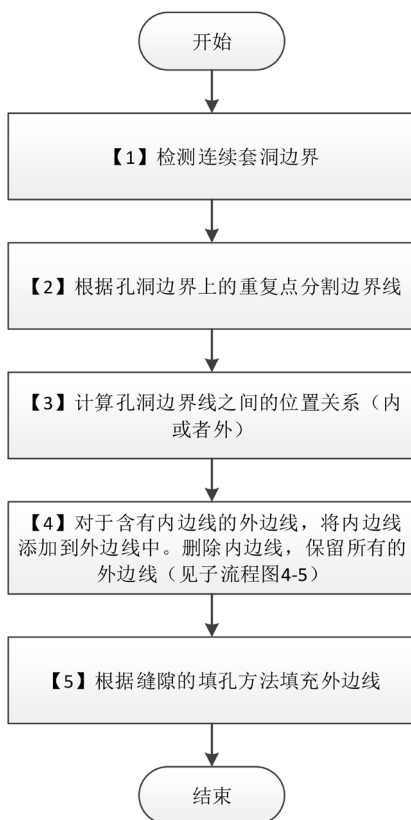 开始
【1】检测连续套洞边界
【2】根据孔洞边界上的重复点分割边界线
【3】计算孔洞边界线之间的位置关系（内
或者外）
【4】对于含有内边线的外边线，将内边线
添加到外边线中。删除内边线，保留所有的
外边线（见子流程图4-5）
【5】根据缝隙的填孔方法填充外边线
结束